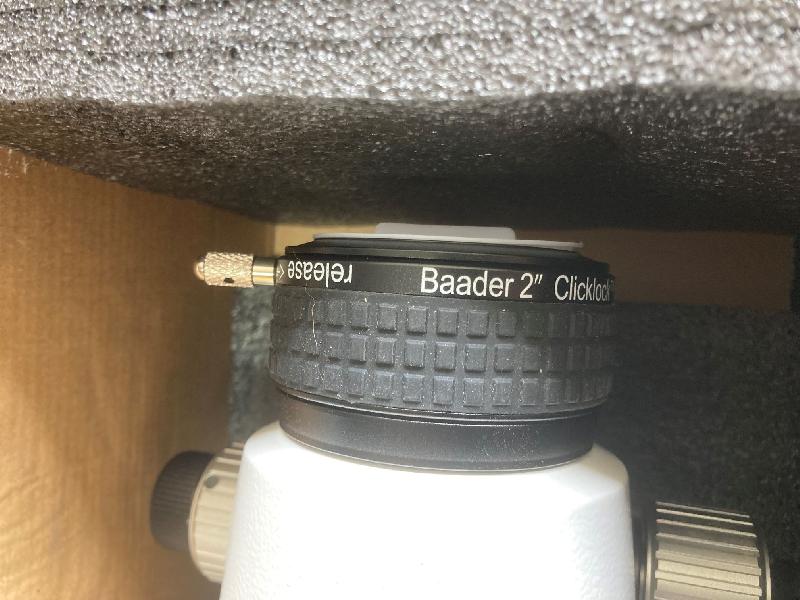 release
Baader 2" Clicklock